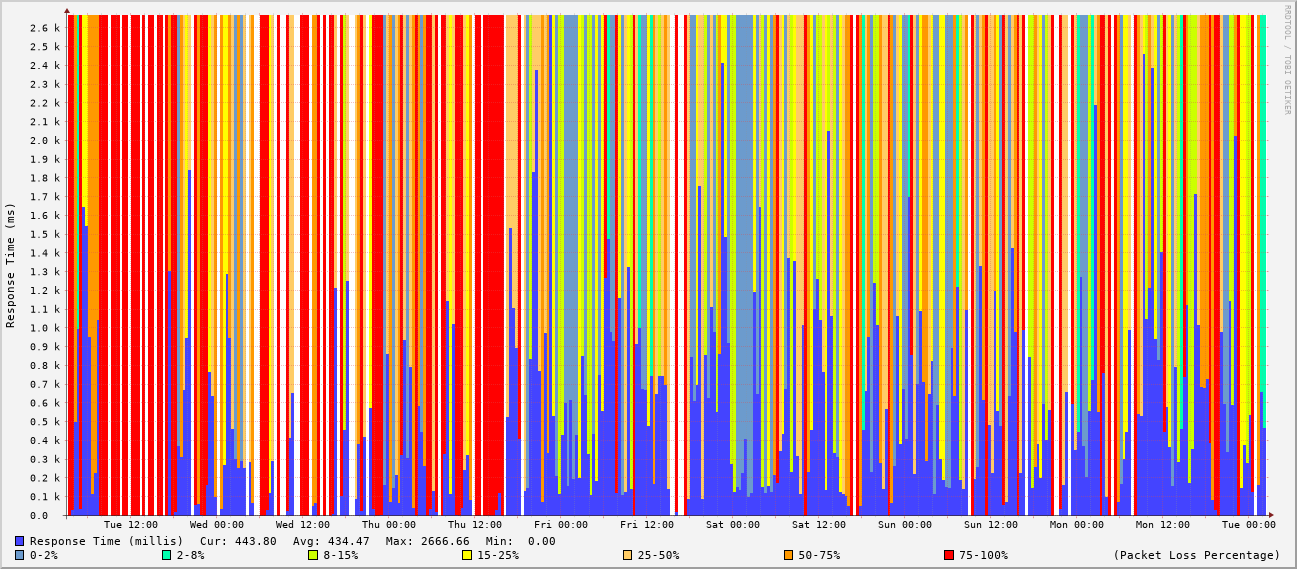 RRDTOOL / TOBI OETIKER
Response Time (ms)
2.6 k
2.5 k
2.4 k
2.3 k
2.2 k
2.1 k
2.0 k
1.9 k
1.8 k
1.7 k
1.6 k
1.5 k
1.4 k
1.3 k
1.2 k
1.1 k
1.0 k
0.9 k
0.8 k
0.7 k
0.6 k
0.5 k
0.4 k
0.3 k
0.2 k
0.1 k
0.0
Tue 12:00 Wed 00:00 Wed 12:00 Thu 00:00 Thu 12:00 Fri 00:00 Fri 12:00 Sat 00:00 Sat 12:00 Sun 00:00 Sun 12:00 Mon 00:00 Mon 12:00 Tue 00:00
Response Time (millis) Cur: 443.80 Avg: 434.47 Max: 2666.66 Min: 0.00
0-2% 2-8% 8-15% 15-25% 25-50% 50-75% 75-100% (Packet Loss Percentage)